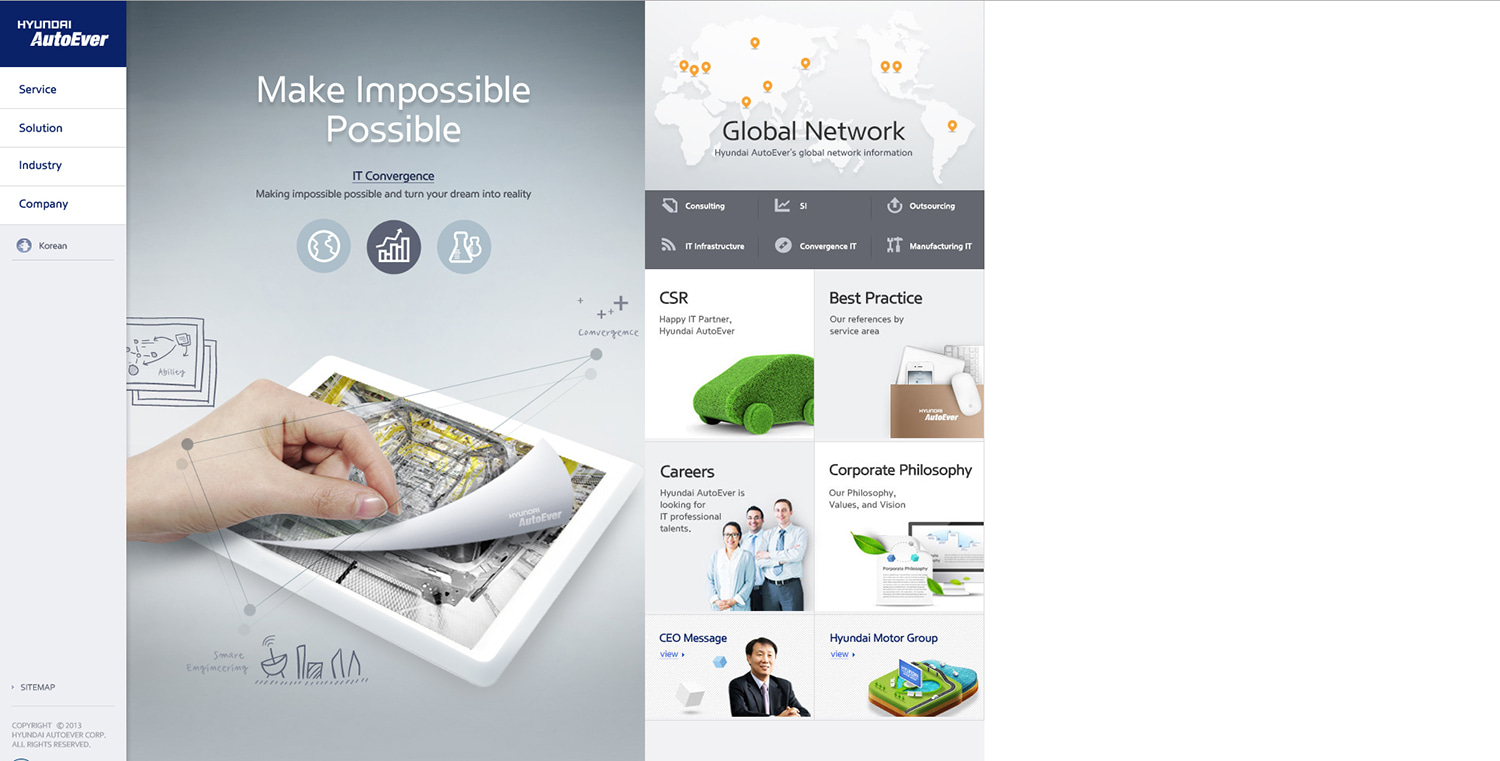 HYUNDAI
AutoEver
Service
Solution
Industry
Company
Korean
SITEMAP
COPYRIGHT © 2013
HYUNDAI AUTOEVER CORP.
ALL RIGHTS RESERVED.
Make Impossible
Possible
IT Convergence
Making impossible possible and turn your dream into reality
Convergence
Ability
HYUNDAI
AutoEver
Smart
Engineering
Global Network
Hyundai AutoEver's global network information
Consulting
SI
Outsourcing
IT Infrastructure
Convergence IT
Manufacturing IT
CSR
Happy IT Partner,
Hyundai AutoEver
Best Practice
Our references by
service area
HYUNDAI
AutoEver
Careers
Hyundai AutoEver is
looking for
IT professional
talents.
Corporate Philosophy
Our Philosophy,
Values, and Vision
Corporate Philosophy
CEO Message
view
Hyundai Motor Group
view